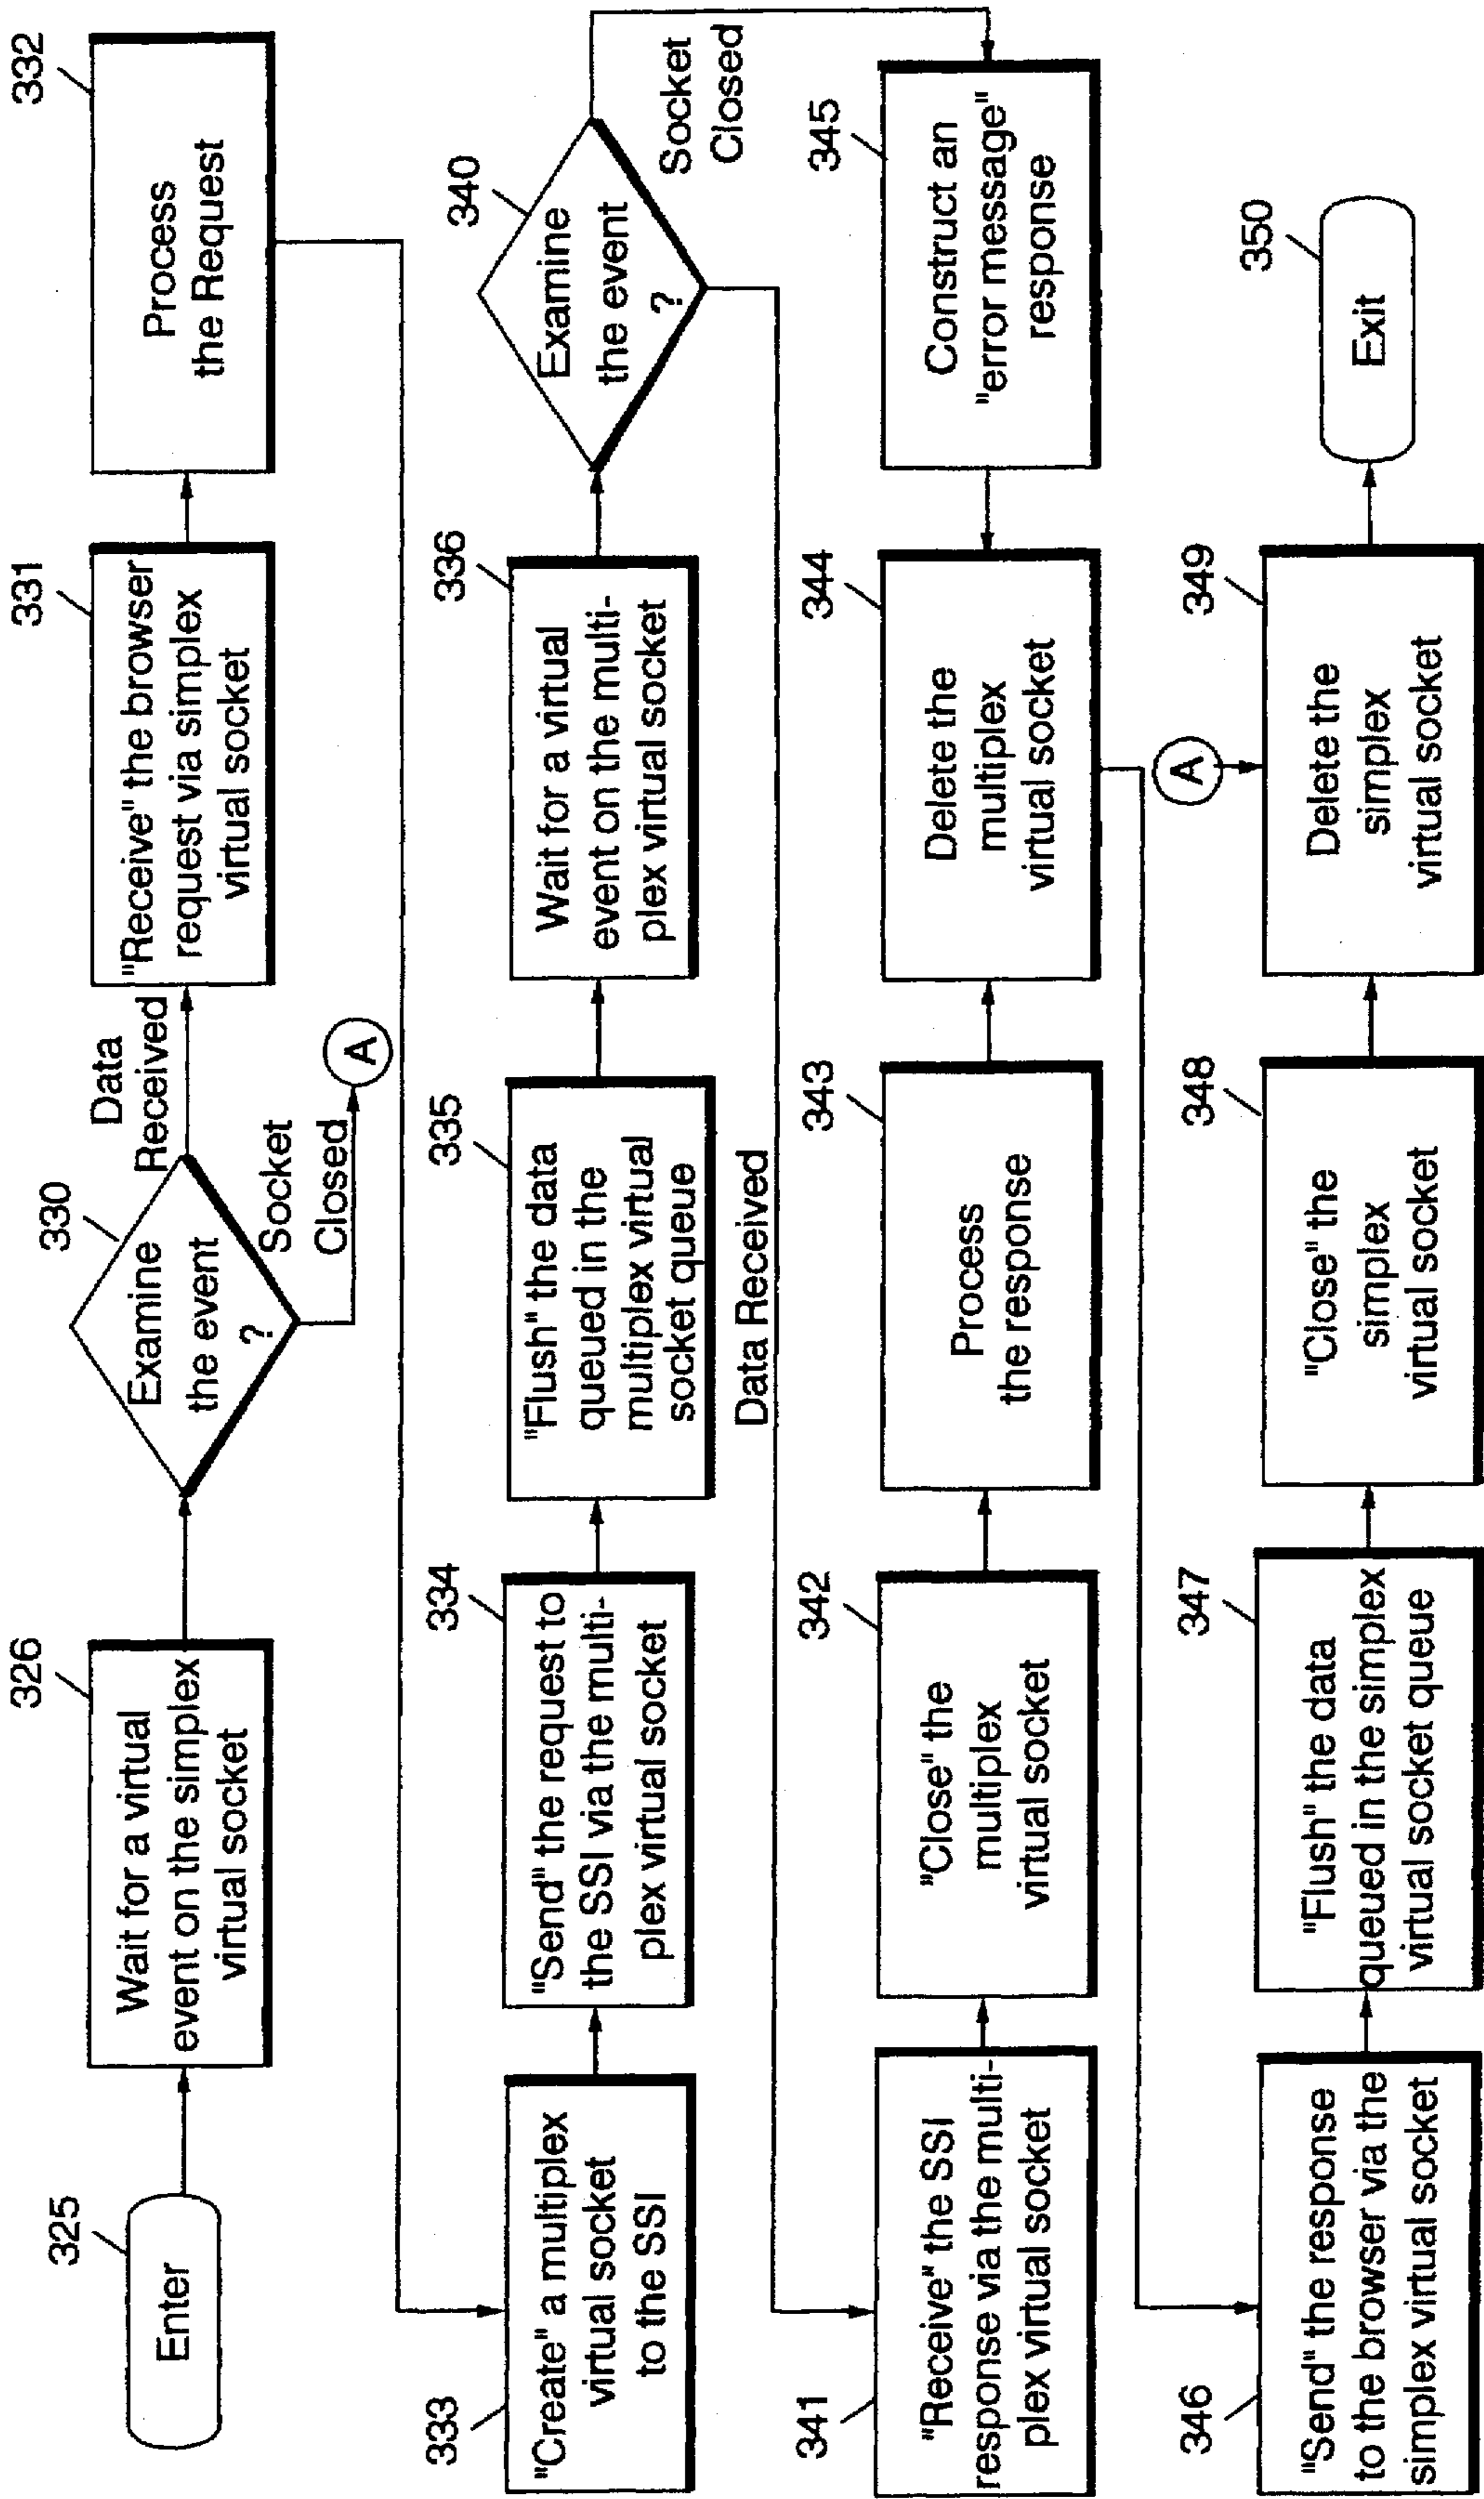 325
Enter
326
Wait for a virtual
event on the simplex
virtual socket
330
Examine
the event
?
Data
Received
Socket
Closed
A
331
"Receive" the browser
request via simplex
virtual socket
332
Process
the Request
333
"Create" a multiplex
virtual socket
to the SSI
334
"Send" the request to
the SSI via the multi-
plex virtual socket
335
"Flush" the data
queued in the
multiplex virtual
socket queue
336
Wait for a virtual
event on the multi-
plex virtual socket
340
Examine
the event
?
Socket
Closed
Data Received
341
"Receive" the SSI
response via the multi-
plex virtual socket
342
"Close" the
multiplex
virtual socket
343
Process
the response
344
Delete the
multiplex
virtual socket
345
Construct an
"error message"
response
346
"Send" the response
to the browser via the
simplex virtual socket
347
"Flush" the data
queued in the simplex
virtual socket queue
348
"Close" the
simplex
virtual socket
A
349
Delete the
simplex
virtual socket
350
Exit